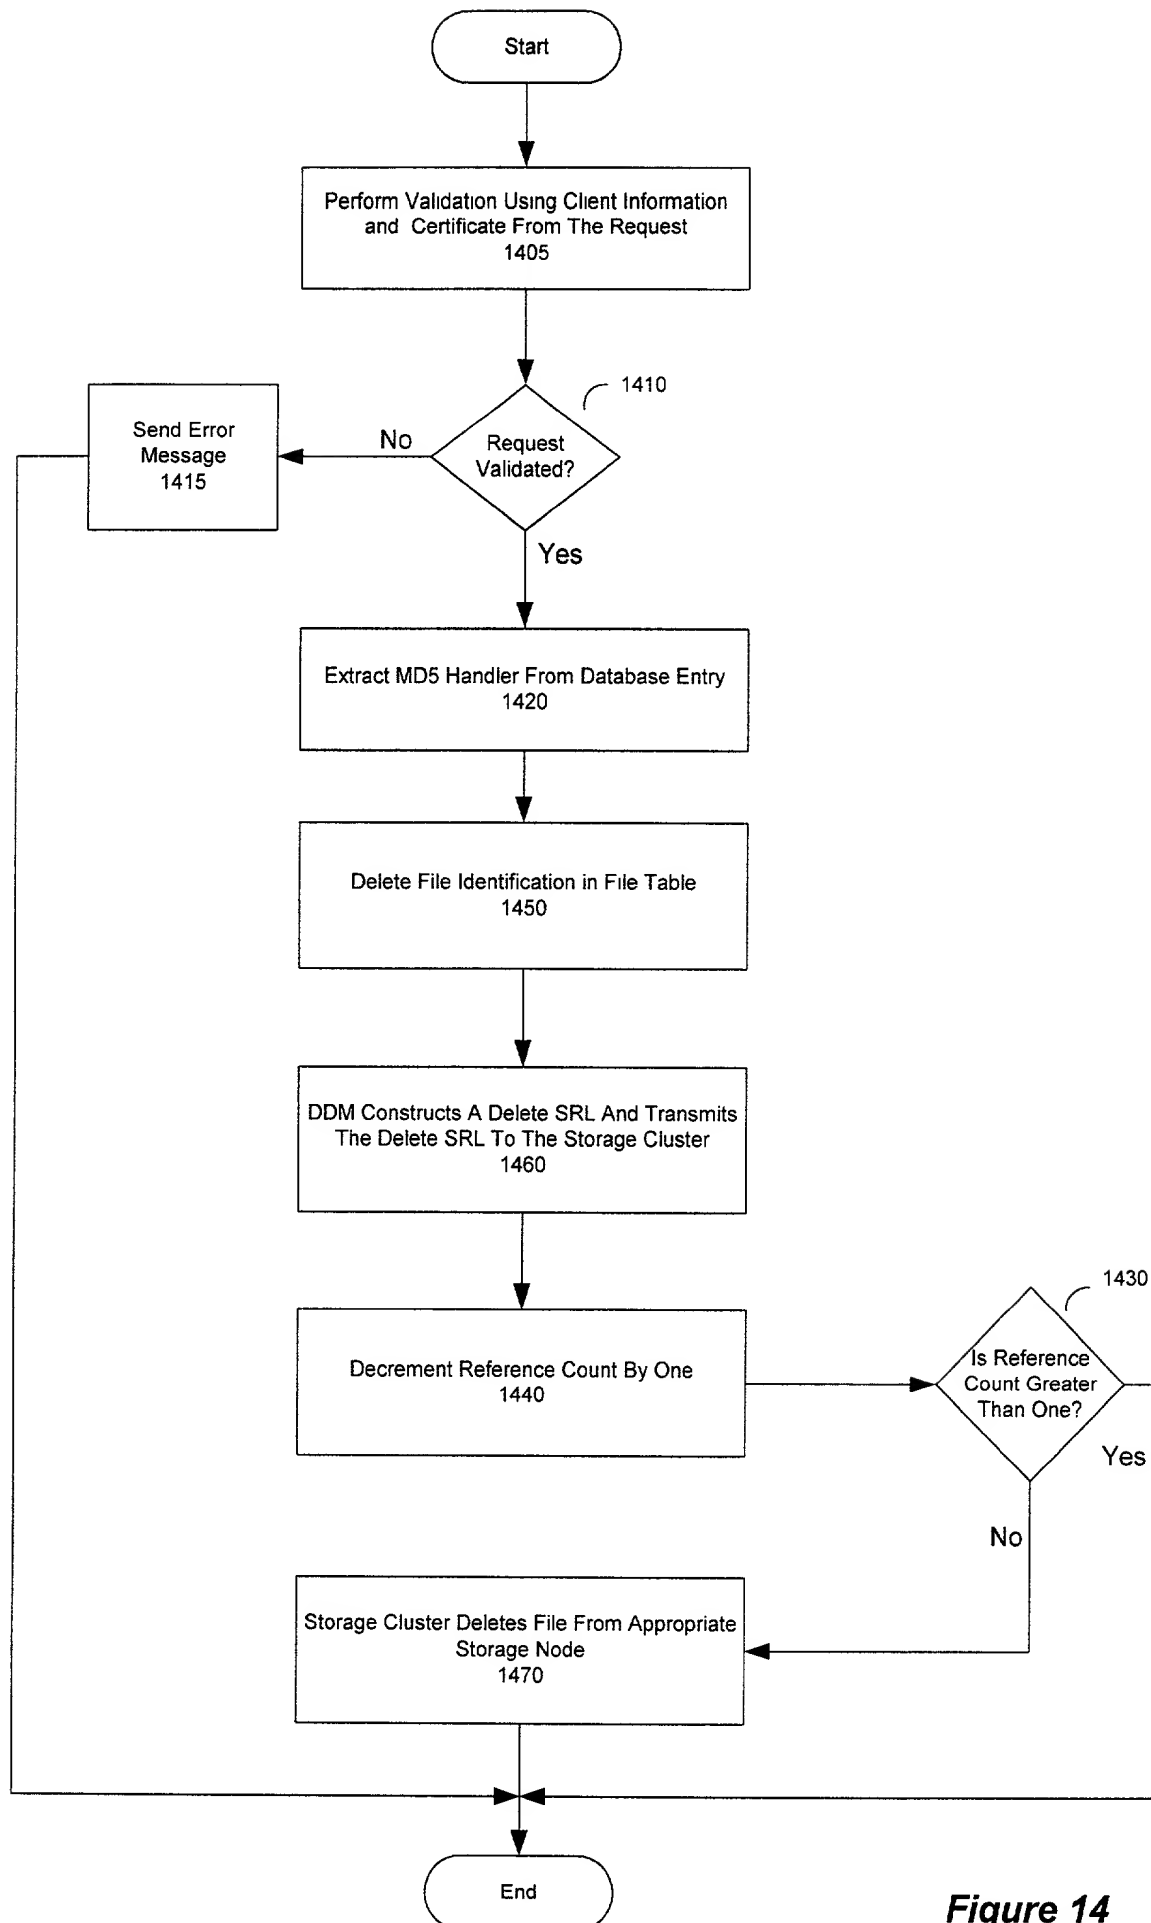 Start
Perform Validation Using Client Information
and Certificate From The Request
1405
1410
Request
Validated?
No
Send Error
Message
1415
Yes
Extract MD5 Handler From Database Entry
1420
Delete File Identification in File Table
1450
DDM Constructs A Delete SRL And Transmits
The Delete SRL To The Storage Cluster
1460
Decrement Reference Count By One
1440
1430
Is Reference
Count Greater
Than One?
Yes
No
Storage Cluster Deletes File From Appropriate
Storage Node
1470
End
Figure 14